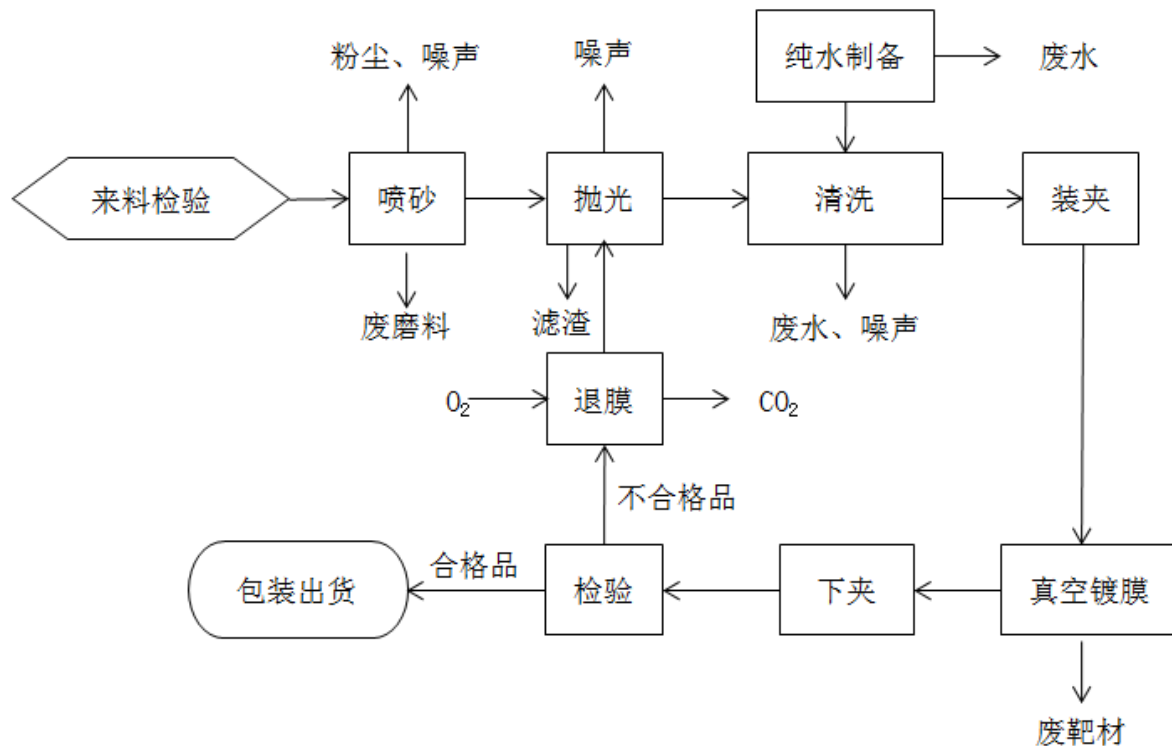 粉尘、噪声
噪声
纯水制备
废水
来料检验
喷砂
抛光
清洗
装夹
废磨料
滤渣
废水、噪声
O₂
退膜
CO₂
不合格品
包装出货
合格品
检验
下夹
真空镀膜
废靶材